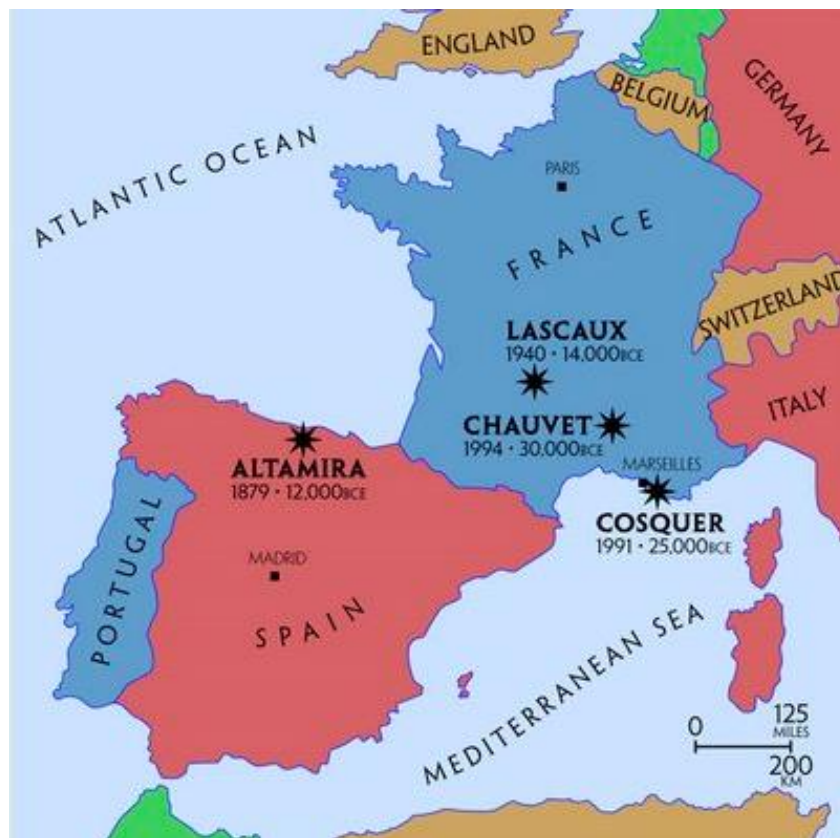 ENGLAND
BELGIUM
GERMANY
ATLANTIC OCEAN
PARIS
FRANCE
SWITZERLAND
LASCAUX
1940 · 14.000BCE
ITALY
CHAUVET
1994 · 30.000BCE
ALTAMIRA
1879 · 12,000BCE
MARSEILLES
COSQUER
1991 · 25.000BCE
PORTUGAL
MADRID
SPAIN
MEDITERRANEAN SEA
0 125
MILES
200
KM